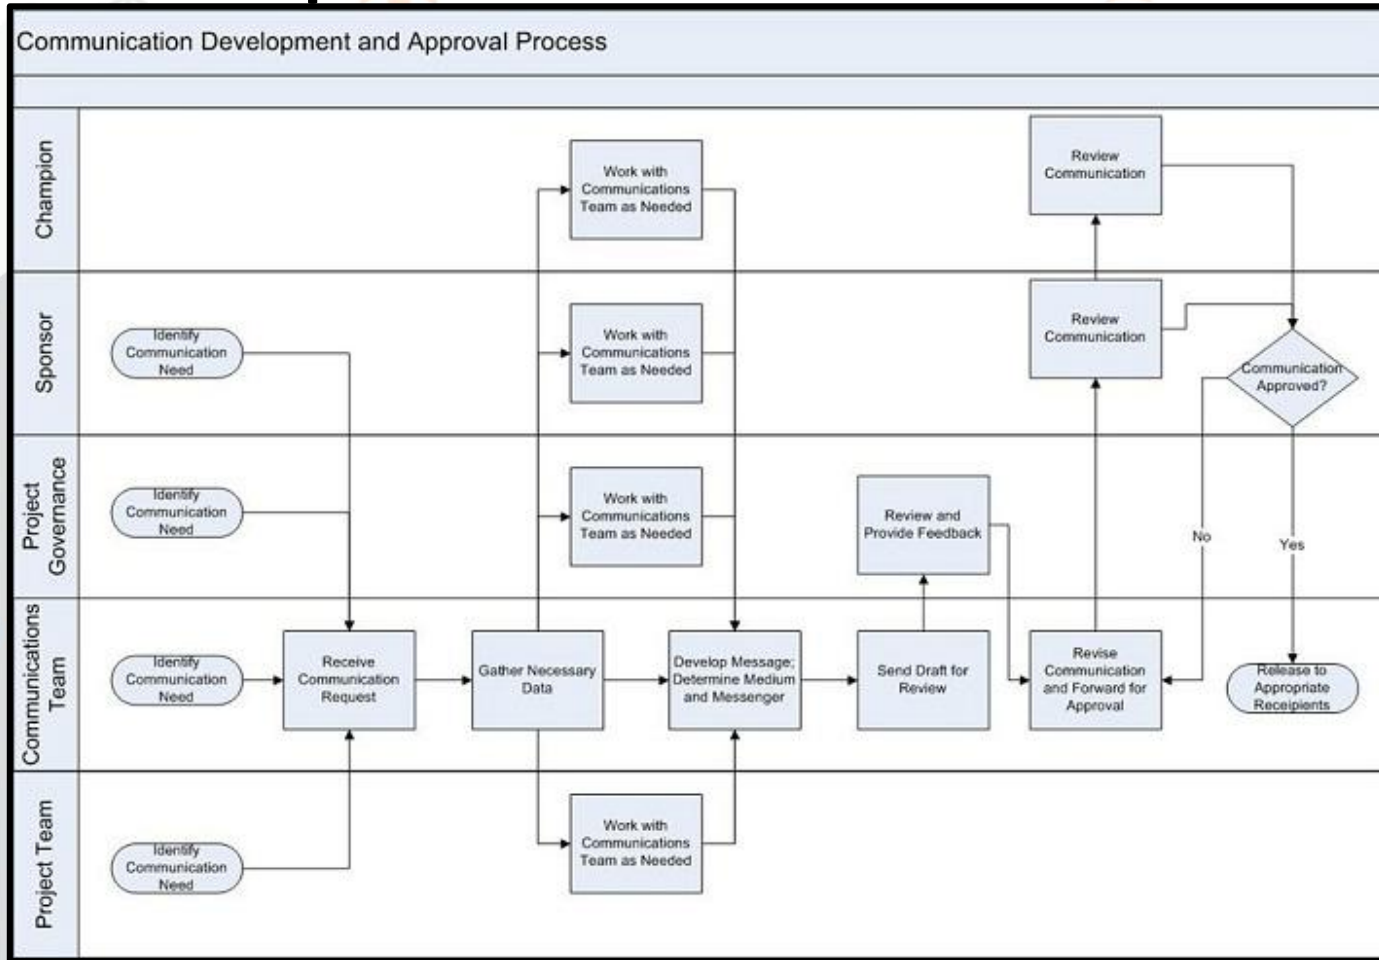 Communication Development and Approval Process
Champion
Work with
Communications
Team as Needed
Review
Communication
Sponsor
Identify
Communication
Need
Work with
Communications
Team as Needed
Review
Communication
Communication
Approved?
Project
Governance
Identify
Communication
Need
Work with
Communications
Team as Needed
Review and
Provide Feedback
No
Yes
Communications
Team
Identify
Communication
Need
Receive
Communication
Request
Gather Necessary
Data
Develop Message;
Determine Medium
and Messenger
Send Draft for
Review
Revise
Communication
and Forward for
Approval
Release to
Appropriate
Receipients
Project Team
Identify
Communication
Need
Work with
Communications
Team as Needed